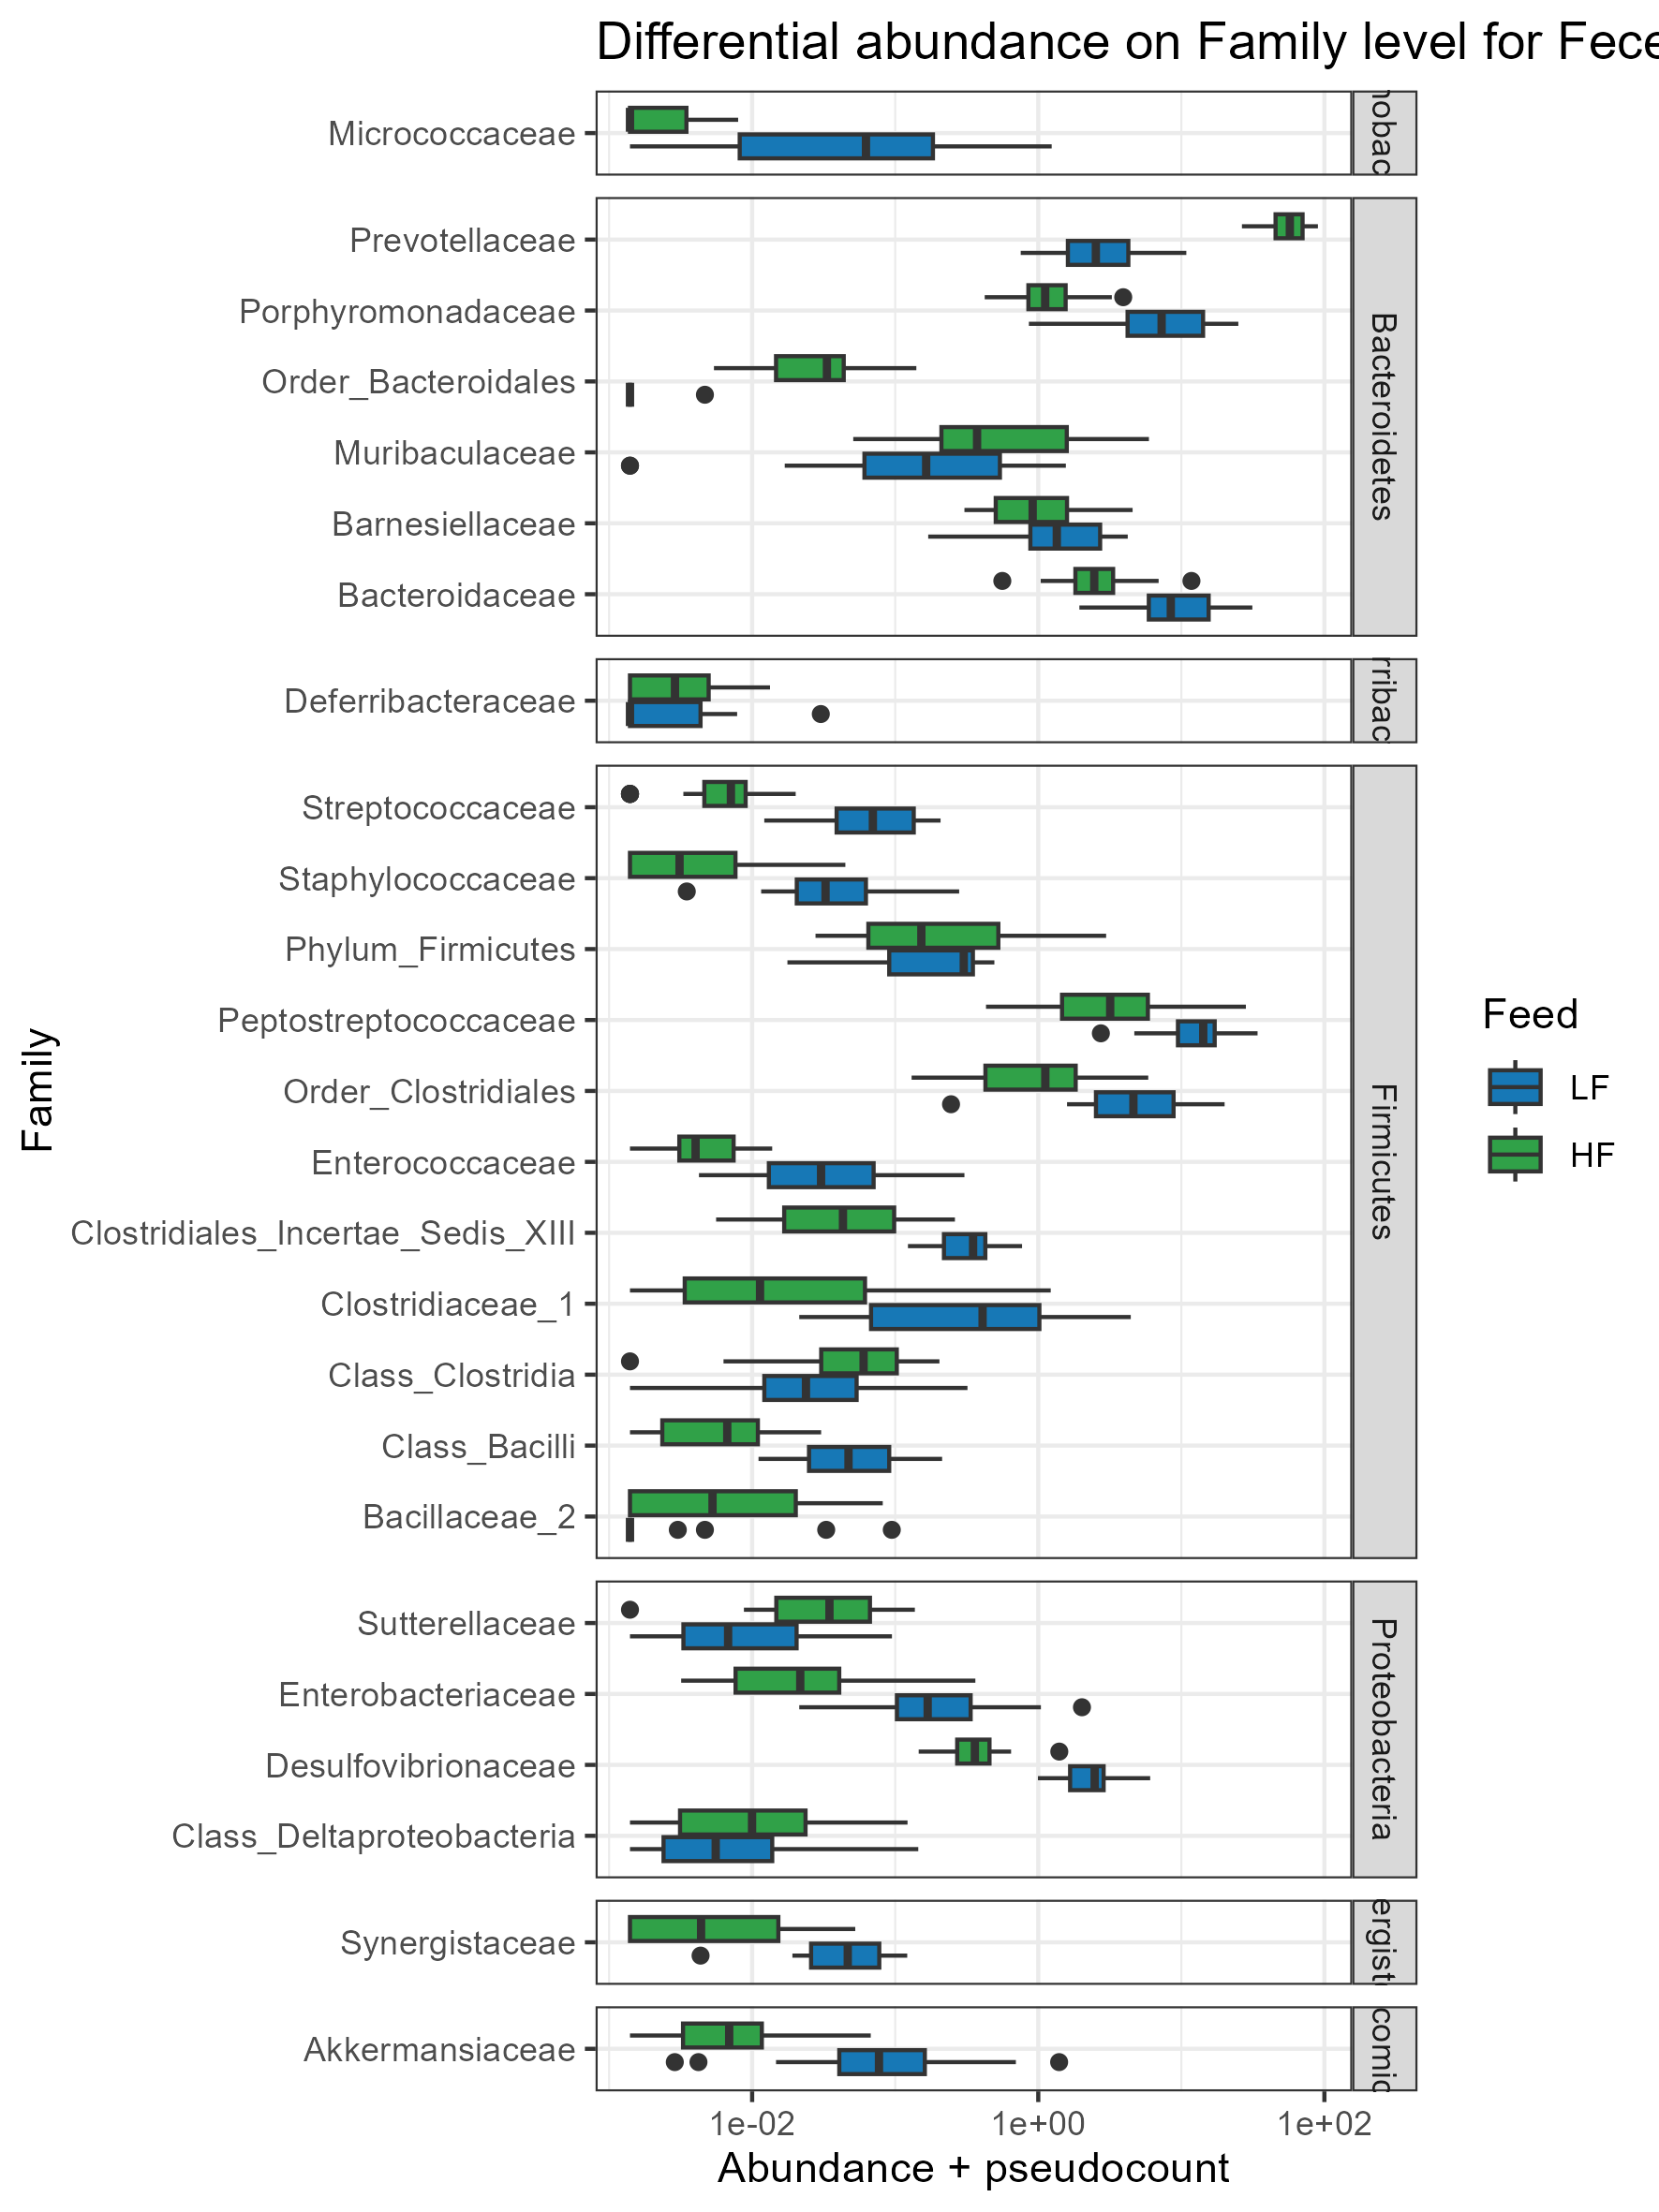 Differential abundance on Family level for Fece
Micrococcaceae
nobac
Prevotellaceae
Porphyromonadaceae
Order_Bacteroidales
Muribaculaceae
Barnesiellaceae
Bacteroidaceae
Bacteroidetes
Deferribacteraceae
rribac
Streptococcaceae
Staphylococcaceae
Phylum_Firmicutes
Peptostreptococcaceae
Order_Clostridiales
Enterococcaceae
Clostridiales_Incertae_Sedis_XIII
Clostridiaceae_1
Class_Clostridia
Class_Bacilli
Bacillaceae_2
Firmicutes
Sutterellaceae
Enterobacteriaceae
Desulfovibrionaceae
Class_Deltaproteobacteria
Proteobacteria
Synergistaceae
ergist
Akkermansiaceae
comic
1e-02 1e+00 1e+02
Abundance + pseudocount
Family
Feed
LF
HF